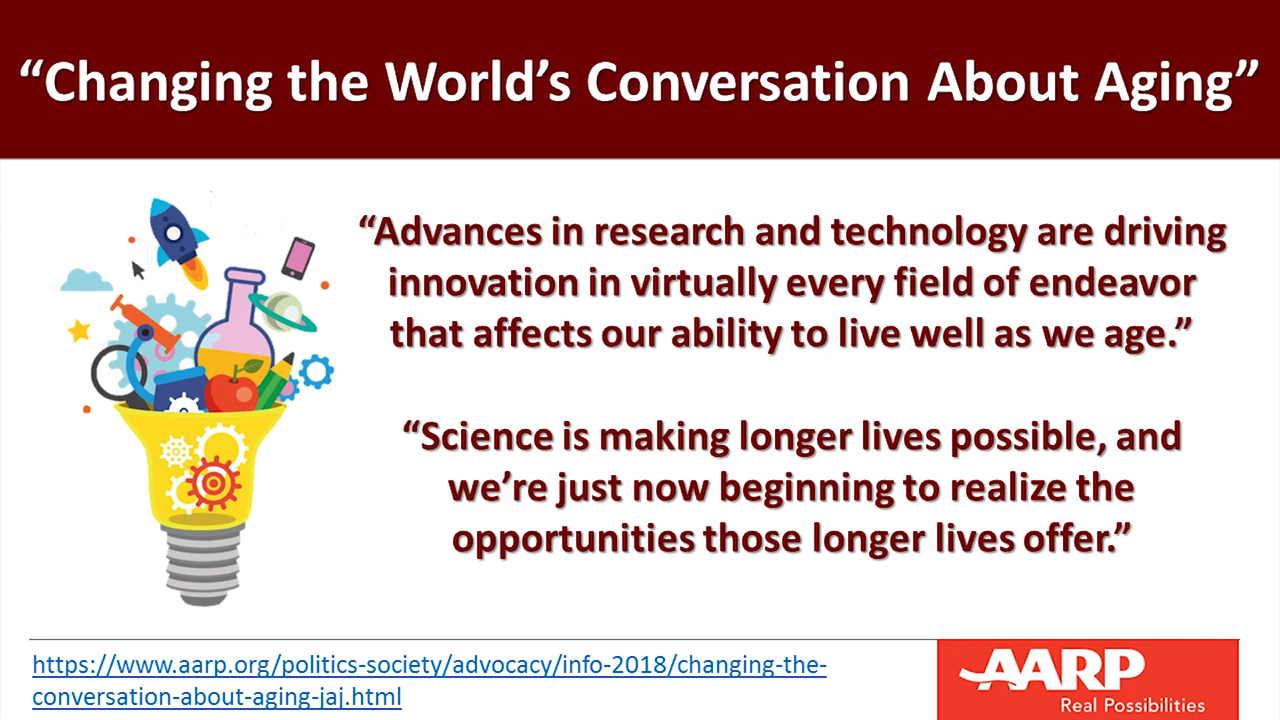 “Changing the World’s Conversation About Aging”
“Advances in research and technology are driving
innovation in virtually every field of endeavor
that affects our ability to live well as we age.”
“Science is making longer lives possible, and
we’re just now beginning to realize the
opportunities those longer lives offer.”
https://www.aarp.org/politics-society/advocacy/info-2018/changing-the-
conversation-about-aging-jaj.html
AARP
Real Possibilities